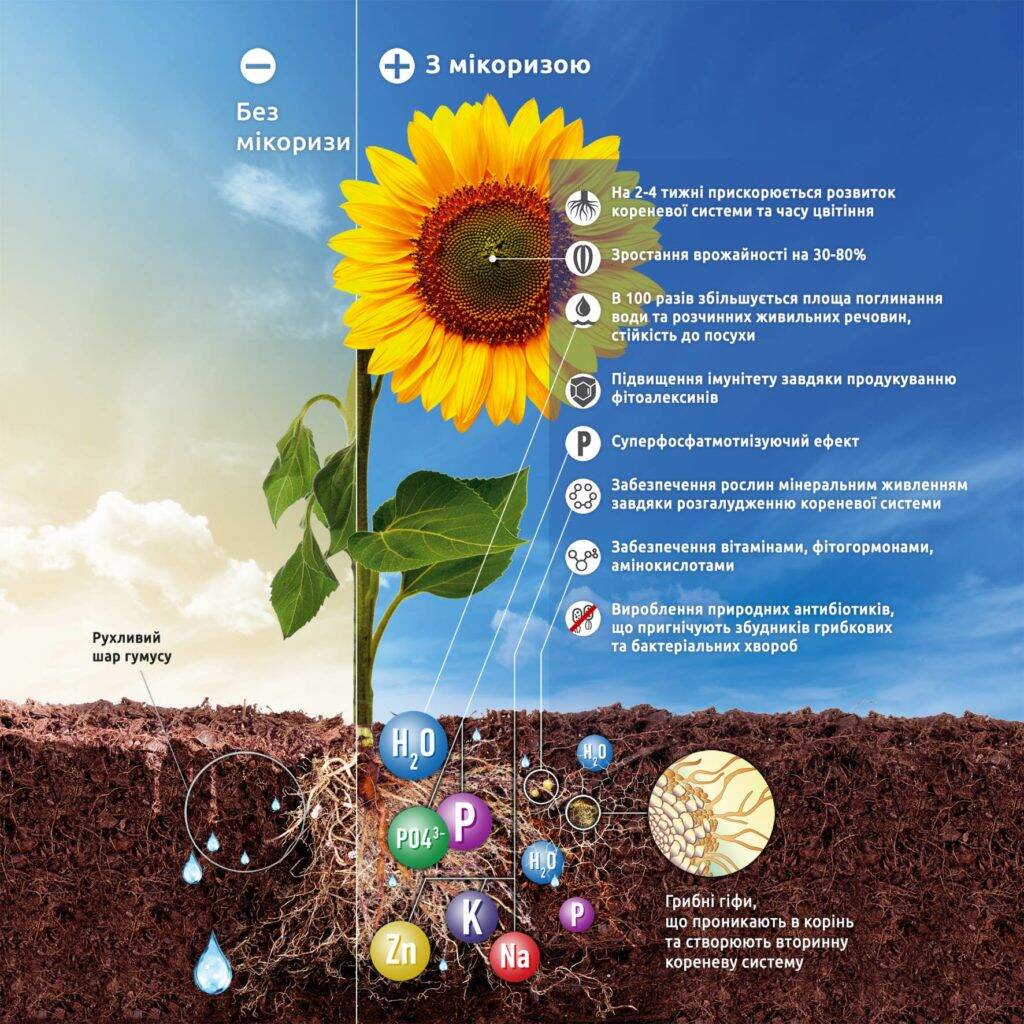 Без
мікоризи
З мікоризою
На 2-4 тижні прискорюється розвиток
кореневої системи та часу цвітіння
Зростання врожайності на 30-80%
В 100 разів збільшується площа поглинання
води та розчинних живильних речовин,
стійкість до посухи
Підвищення імунітету завдяки продукуванню
фітоалексинів
P
Суперфосфатмотиізуючий ефект
Забезпечення рослин мінеральним живленням
завдяки розгалудженню кореневої системи
Забезпечення вітамінами, фітогормонами,
амінокислотами
Вироблення природних антибіотиків,
що пригнічують збудників грибкових
та бактеріальних хвороб
Рухливий
шар гумусу
H₂O
H₂O
PO4³⁻
P
H₂O
K
P
Zn
Na
Грибні гіфи,
що проникають в корінь
та створюють вторинну
кореневу систему